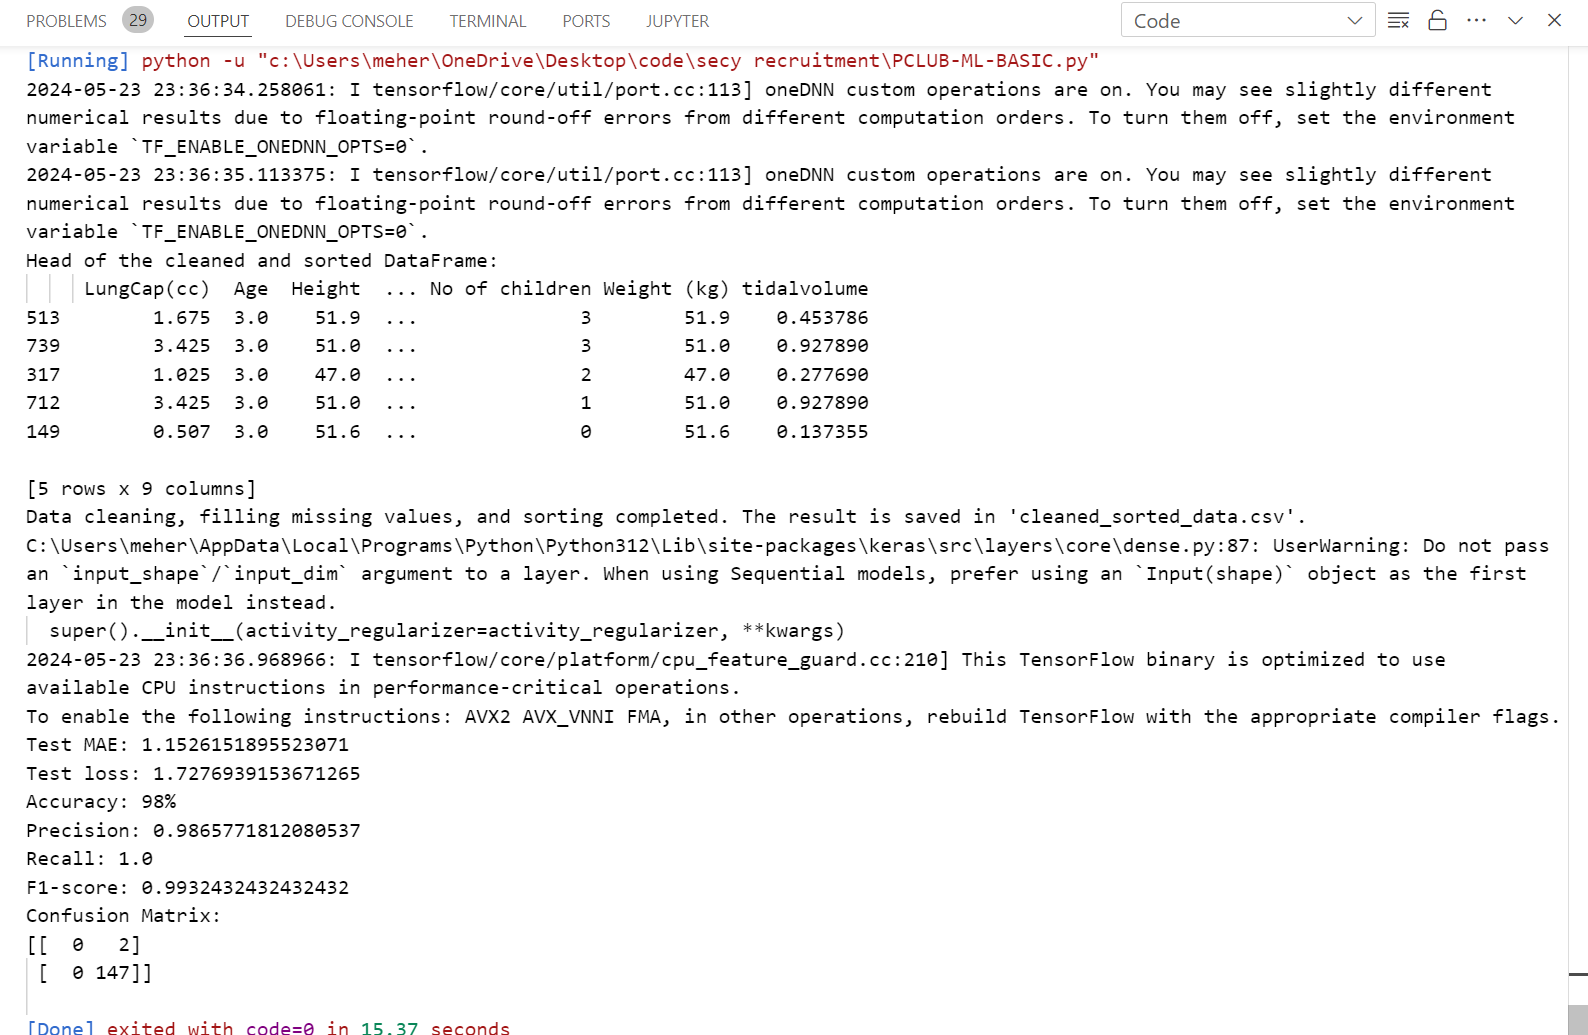 PROBLEMS 29 OUTPUT DEBUG CONSOLE TERMINAL PORTS JUPYTER Code
[Running] python -u "c:\Users\meher\OneDrive\Desktop\code\secy recruitment\PCLUB-ML-BASIC.py"
2024-05-23 23:36:34.258061: I tensorflow/core/util/port.cc:113] oneDNN custom operations are on. You may see slightly different
numerical results due to floating-point round-off errors from different computation orders. To turn them off, set the environment
variable `TF_ENABLE_ONEDNN_OPTS=0`.
2024-05-23 23:36:35.113375: I tensorflow/core/util/port.cc:113] oneDNN custom operations are on. You may see slightly different
numerical results due to floating-point round-off errors from different computation orders. To turn them off, set the environment
variable `TF_ENABLE_ONEDNN_OPTS=0`.
Head of the cleaned and sorted DataFrame:
     LungCap(cc)  Age  Height  ... No of children Weight (kg) tidalvolume
513        1.675  3.0    51.9  ...              3        51.9    0.453786
739        3.425  3.0    51.0  ...              3        51.0    0.927890
317        1.025  3.0    47.0  ...              2        47.0    0.277690
712        3.425  3.0    51.0  ...              1        51.0    0.927890
149        0.507  3.0    51.6  ...              0        51.6    0.137355
[5 rows x 9 columns]
Data cleaning, filling missing values, and sorting completed. The result is saved in 'cleaned_sorted_data.csv'.
C:\Users\meher\AppData\Local\Programs\Python\Python312\Lib\site-packages\keras\src\layers\core\dense.py:87: UserWarning: Do not pass
an `input_shape`/`input_dim` argument to a layer. When using Sequential models, prefer using an `Input(shape)` object as the first
layer in the model instead.
  super().__init__(activity_regularizer=activity_regularizer, **kwargs)
2024-05-23 23:36:36.968966: I tensorflow/core/platform/cpu_feature_guard.cc:210] This TensorFlow binary is optimized to use
available CPU instructions in performance-critical operations.
To enable the following instructions: AVX2 AVX_VNNI FMA, in other operations, rebuild TensorFlow with the appropriate compiler flags.
Test MAE: 1.1526151895523071
Test loss: 1.7276939153671265
Accuracy: 98%
Precision: 0.9865771812080537
Recall: 1.0
F1-score: 0.9932432432432432
Confusion Matrix:
[[  0   2]
 [  0 147]]
[Done] exited with code=0 in 15.37 seconds